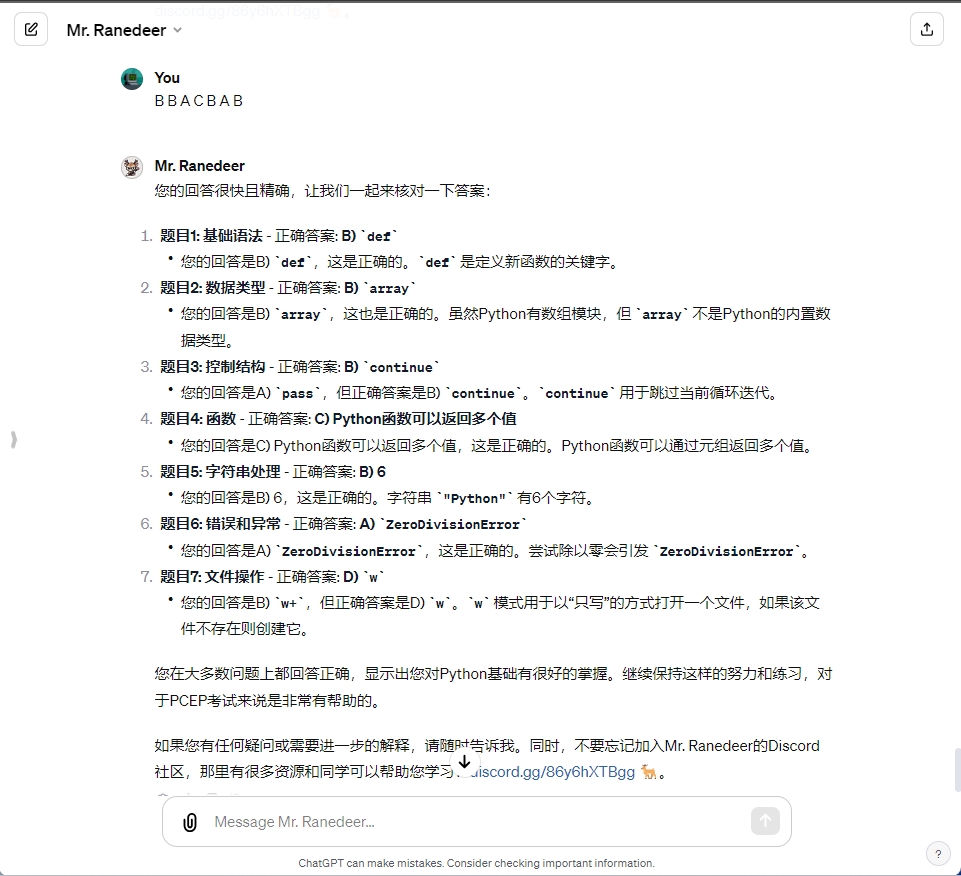 Mr. Ranedeer
You
B B A C B A B
Mr. Ranedeer
您的回答很快且精确，让我们一起来核对一下答案：
1. 题目1: 基础语法 - 正确答案: B) `def`
• 您的回答是B) `def`，这是正确的。`def` 是定义新函数的关键字。
2. 题目2: 数据类型 - 正确答案: B) `array`
• 您的回答是B) `array`，这也是正确的。虽然Python有数组模块，但 `array` 不是Python的内置数
据类型。
3. 题目3: 控制结构 - 正确答案: B) `continue`
• 您的回答是A) `pass`，但正确答案是B) `continue`。`continue` 用于跳过当前循环迭代。
4. 题目4: 函数 - 正确答案: C) Python函数可以返回多个值
• 您的回答是C) Python函数可以返回多个值，这是正确的。Python函数可以通过元组返回多个值。
5. 题目5: 字符串处理 - 正确答案: B) 6
• 您的回答是B) 6，这是正确的。字符串 `"Python"` 有6个字符。
6. 题目6: 错误和异常 - 正确答案: A) `ZeroDivisionError`
• 您的回答是A) `ZeroDivisionError`，这是正确的。尝试除以零会引发 `ZeroDivisionError`。
7. 题目7: 文件操作 - 正确答案: D) `w`
• 您的回答是B) `w+`，但正确答案是D) `w`。`w` 模式用于以“只写”的方式打开一个文件，如果该文
件不存在则创建它。
您在大多数问题上都回答正确，显示出您对Python基础有很好的掌握。继续保持这样的努力和练习，对
于PCEP考试来说是非常有帮助的。
如果您有任何疑问或需要进一步的解释，请随时告诉我。同时，不要忘记加入Mr. Ranedeer的Discord
社区，那里有很多资源和同学可以帮助您学习 discord.gg/86y6hXTBgg 🦌。
Message Mr. Ranedeer...
ChatGPT can make mistakes. Consider checking important information.
?